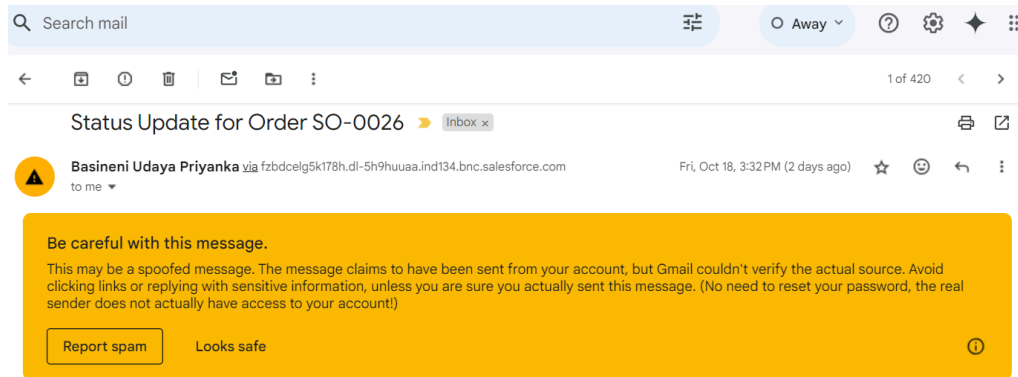 Search mail
Away
1 of 420
Status Update for Order SO-0026 Inbox ×
Basineni Udaya Priyanka via fzbdcelg5k178h.dl-5h9huuaa.ind134.bnc.salesforce.com Fri, Oct 18, 3:32 PM (2 days ago)
to me
Be careful with this message.
This may be a spoofed message. The message claims to have been sent from your account, but Gmail couldn't verify the actual source. Avoid
clicking links or replying with sensitive information, unless you are sure you actually sent this message. (No need to reset your password, the real
sender does not actually have access to your account!)
Report spam Looks safe